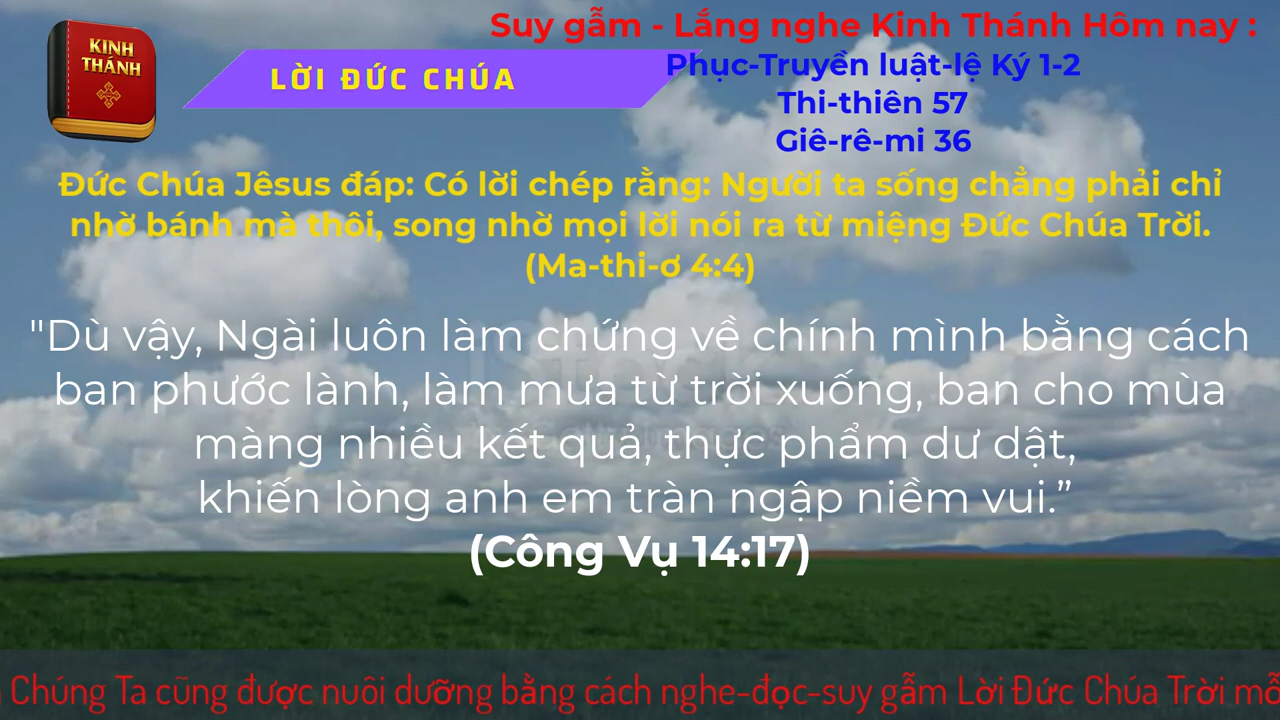 KINH
THÁNH
LỜI ĐỨC CHÚA
Suy gẫm - Lắng nghe Kinh Thánh Hôm nay :
Phục-Truyền luật-lệ Ký 1-2
Thi-thiên 57
Giê-rê-mi 36
Đức Chúa Jêsus đáp: Có lời chép rằng: Người ta sống chẳng phải chỉ
nhờ bánh mà thôi, song nhờ mọi lời nói ra từ miệng Đức Chúa Trời.
(Ma-thi-ơ 4:4)
"Dù vậy, Ngài luôn làm chứng về chính mình bằng cách
ban phước lành, làm mưa từ trời xuống, ban cho mùa
màng nhiều kết quả, thực phẩm dư dật,
khiến lòng anh em tràn ngập niềm vui.”
(Công Vụ 14:17)
Chúng Ta cũng được nuôi dưỡng bằng cách nghe-đọc-suy gẫm Lời Đức Chúa Trời